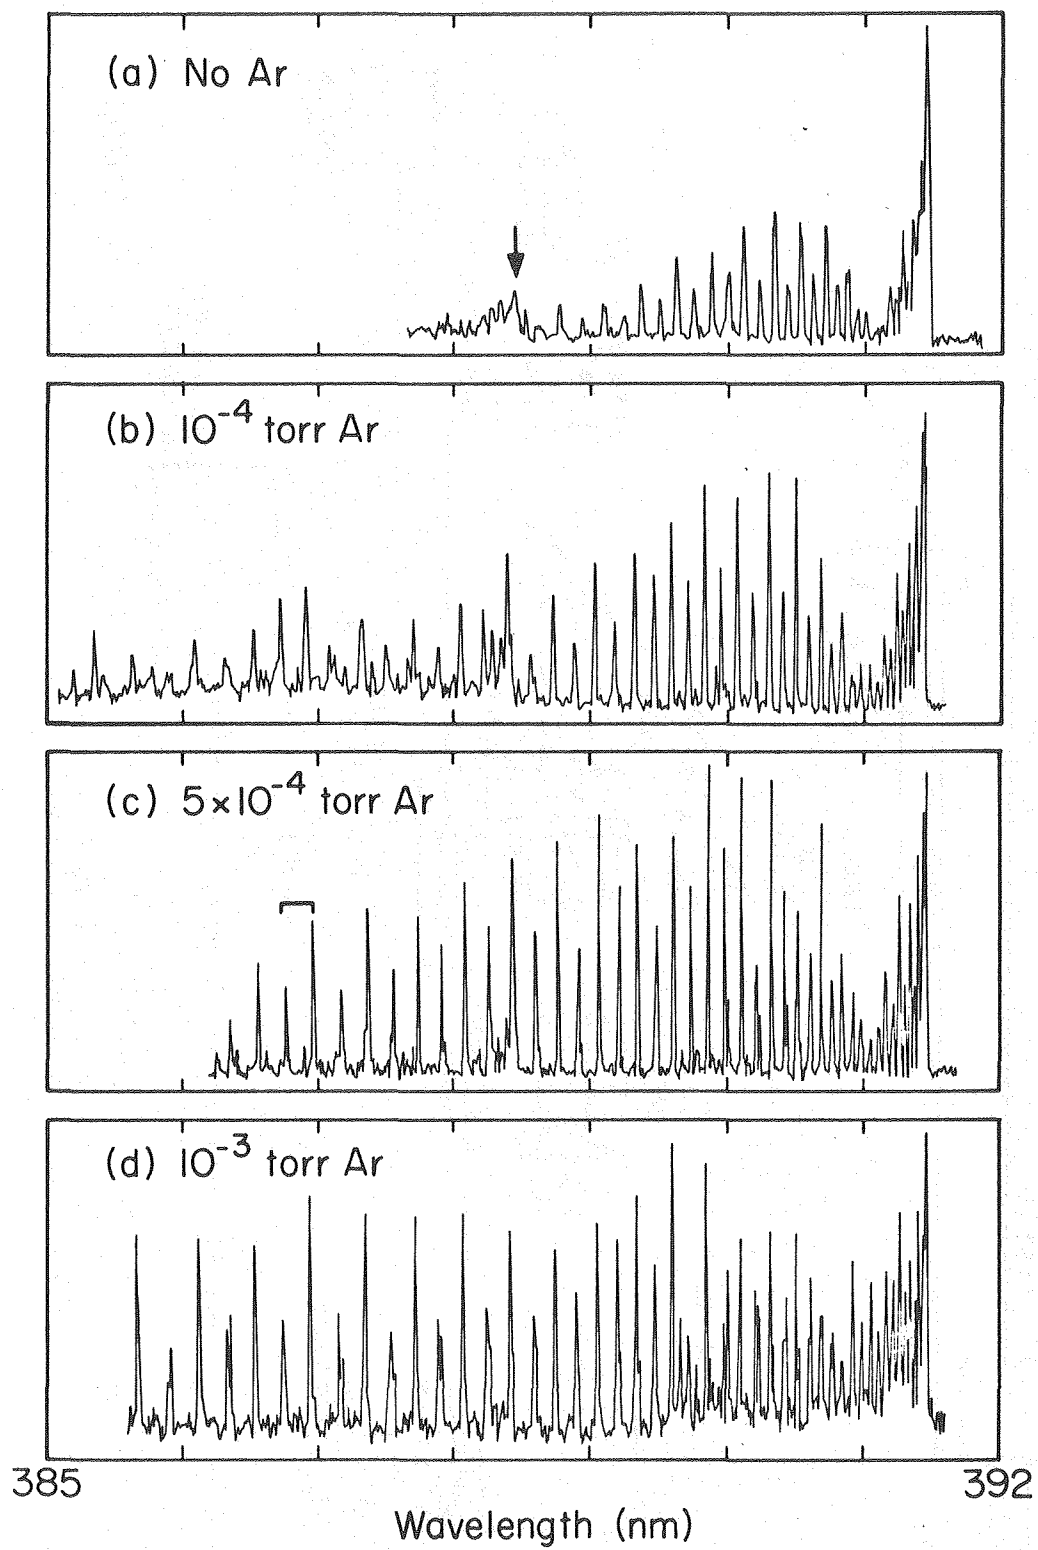 (a) No Ar
(b) 10⁻⁴ torr Ar
(c) 5×10⁻⁴ torr Ar
(d) 10⁻³ torr Ar
385 392
Wavelength (nm)